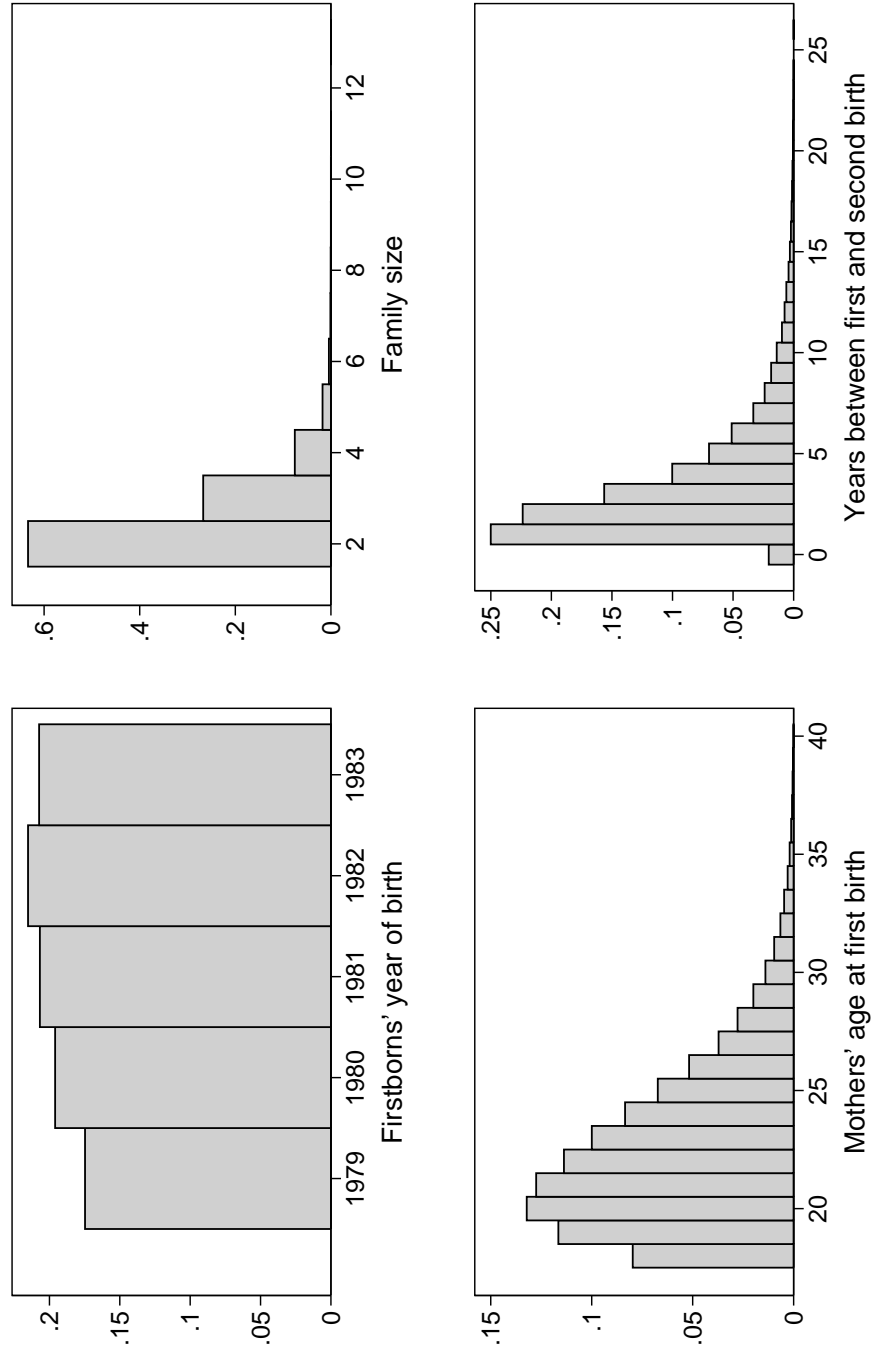 .2
.15
.1
.05
0
1979 1980 1981 1982 1983
Firstborns’ year of birth
.6
.4
.2
0
2 4 6 8 10 12
Family size
.15
.1
.05
0
20 25 30 35 40
Mothers’ age at first birth
.25
.2
.15
.1
.05
0
0 5 10 15 20 25
Years between first and second birth